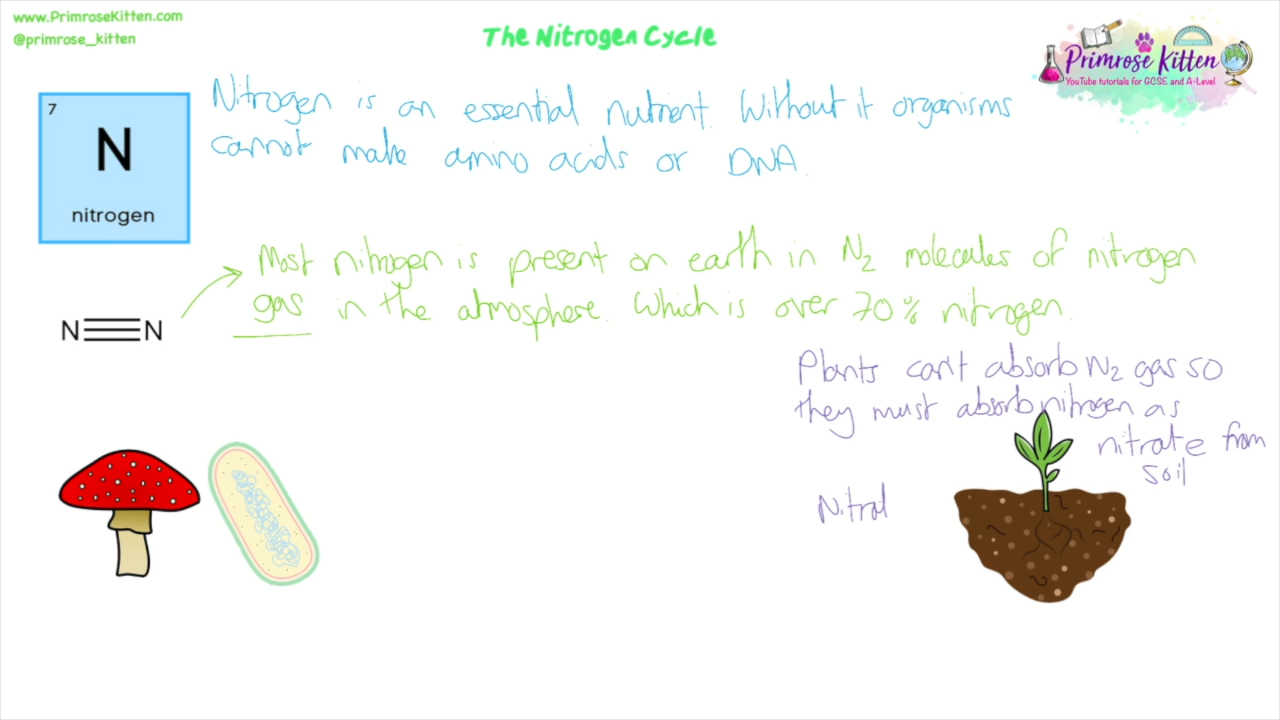 www.PrimroseKitten.com
@primrose_kitten
The Nitrogen Cycle
Primrose Kitten
YouTube tutorials for GCSE and A-Level
7
N
nitrogen
Nitrogen is an essential nutrient. Without it organisms
cannot make amino acids or DNA.
Most nitrogen is present on earth in N₂ molecules of nitrogen
gas in the atmosphere. Which is over 70% nitrogen.
N≡N
Plants can't absorb N₂ gas so
they must absorb nitrogen as
nitrate from
soil
Nitrat